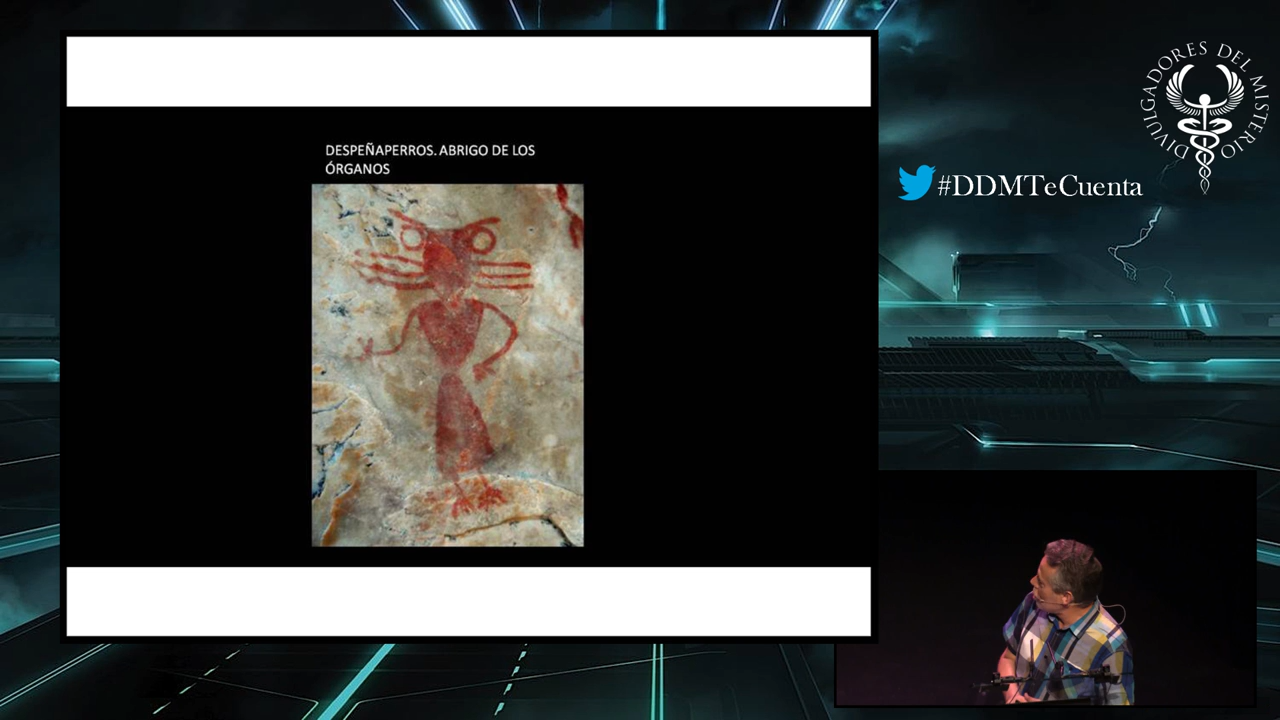 DESPEÑAPERROS. ABRIGO DE LOS
ÓRGANOS
#DDMTeCuenta
DIVULGADORES DEL MISTERIO